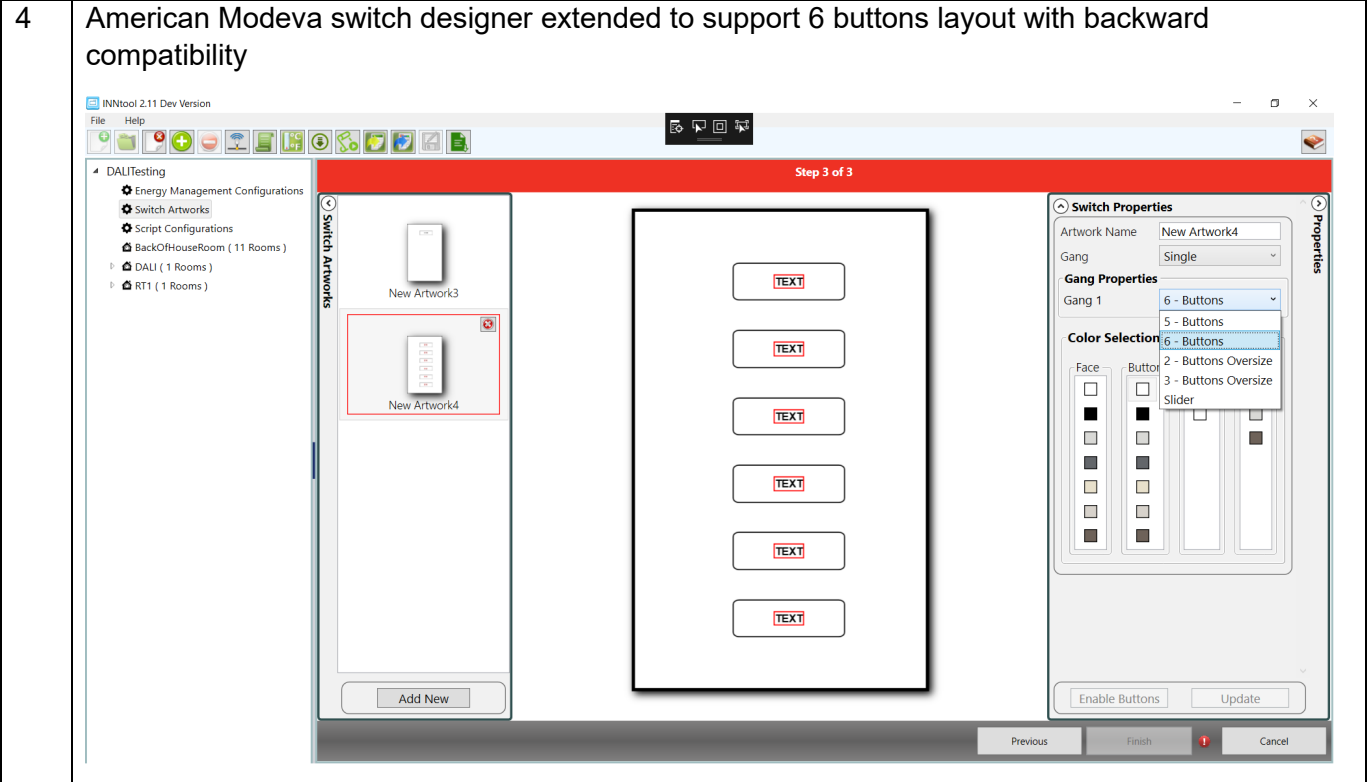 4
American Modeva switch designer extended to support 6 buttons layout with backward
compatibility
INNtool 2.11 Dev Version
File Help
DALITesting
Energy Management Configurations
Switch Artworks
Script Configurations
BackOfHouseRoom ( 11 Rooms )
DALI ( 1 Rooms )
RT1 ( 1 Rooms )
Step 3 of 3
Switch Artworks
New Artwork3
New Artwork4
Add New
TEXT
TEXT
TEXT
TEXT
TEXT
TEXT
Switch Properties
Properties
Artwork Name New Artwork4
Gang Single
Gang Properties
Gang 1 6 - Buttons
5 - Buttons
6 - Buttons
2 - Buttons Oversize
3 - Buttons Oversize
Slider
Color Selection
Face Button
Enable Buttons Update
Previous Finish Cancel